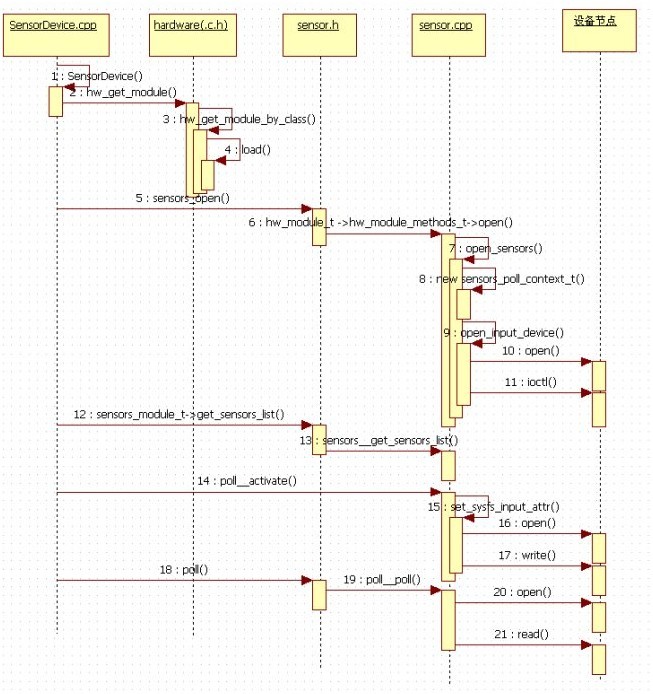 SensorDevice.cpp
hardware(.c.h)
sensor.h
sensor.cpp
设备节点
1 : SensorDevice()
2 : hw_get_module()
3 : hw_get_module_by_class()
4 : load()
5 : sensors_open()
6 : hw_module_t ->hw_module_methods_t->open()
7 : open_sensors()
8 : new sensors_poll_context_t()
9 : open_input_device()
10 : open()
11 : ioctl()
12 : sensors_module_t->get_sensors_list()
13 : sensors__get_sensors_list()
14 : poll__activate()
15 : set_sysfs_input_attr()
16 : open()
17 : write()
18 : poll()
19 : poll__poll()
20 : open()
21 : read()